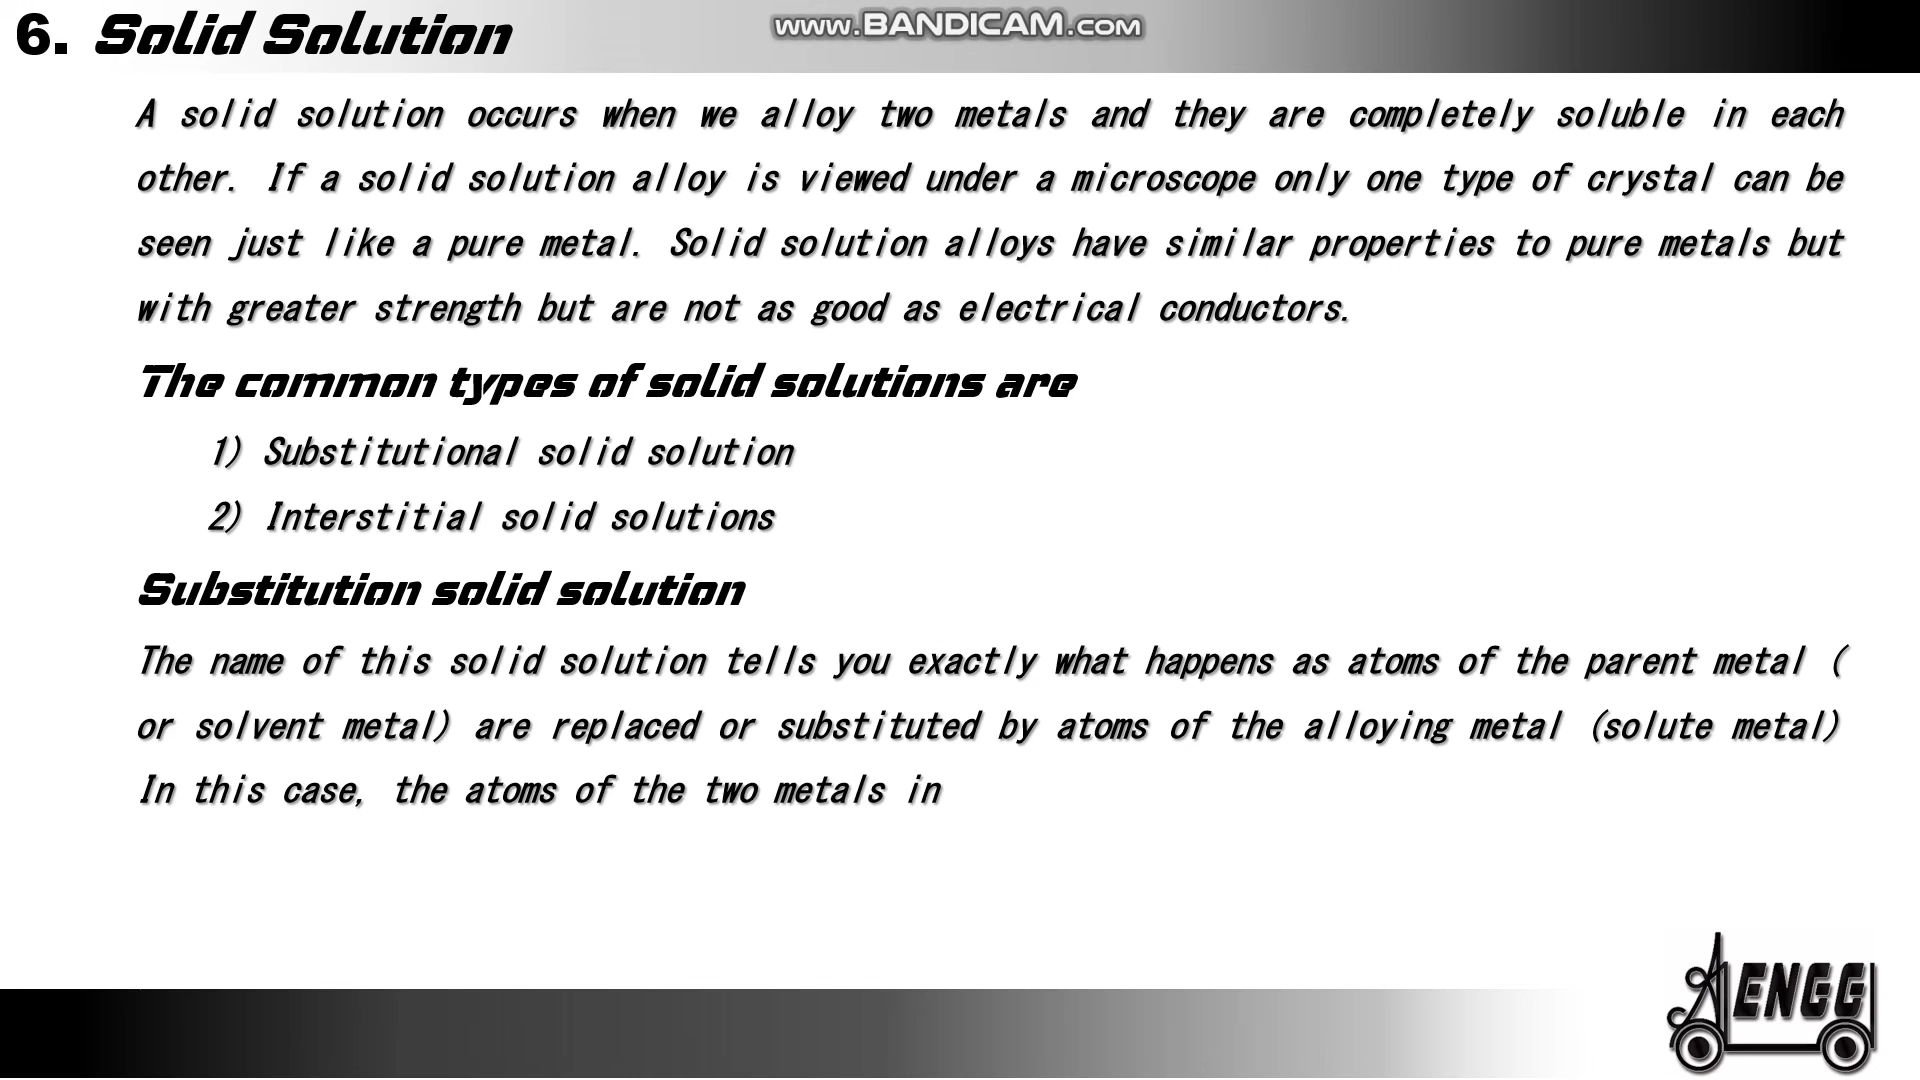 6. Solid Solution
www.BANDICAM.com
A solid solution occurs when we alloy two metals and they are completely soluble in each
other. If a solid solution alloy is viewed under a microscope only one type of crystal can be
seen just like a pure metal. Solid solution alloys have similar properties to pure metals but
with greater strength but are not as good as electrical conductors.
The common types of solid solutions are
1) Substitutional solid solution
2) Interstitial solid solutions
Substitution solid solution
The name of this solid solution tells you exactly what happens as atoms of the parent metal (
or solvent metal) are replaced or substituted by atoms of the alloying metal (solute metal)
In this case, the atoms of the two metals in
ENGG